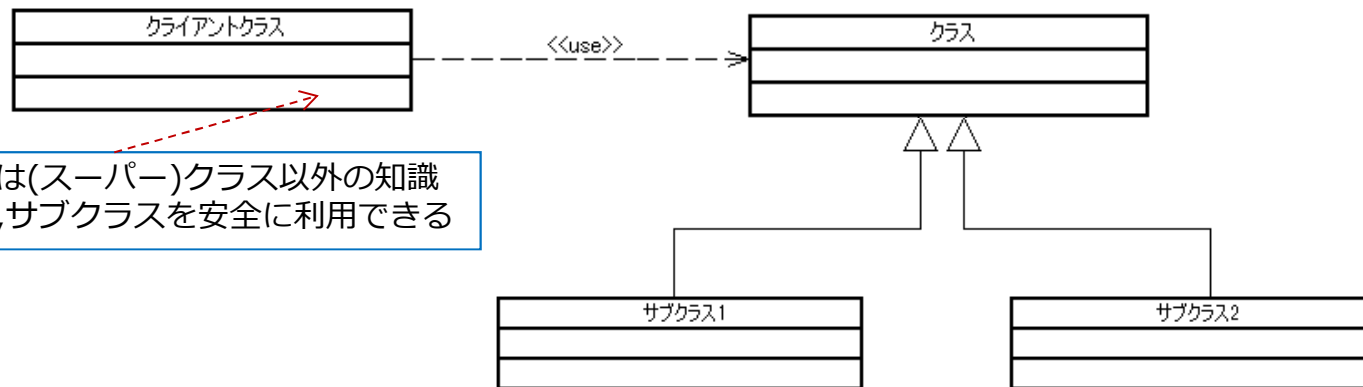 クライアントクラス
<<use>>
クラス
は(スーパー)クラス以外の知識
,サブクラスを安全に利用できる
サブクラス1
サブクラス2